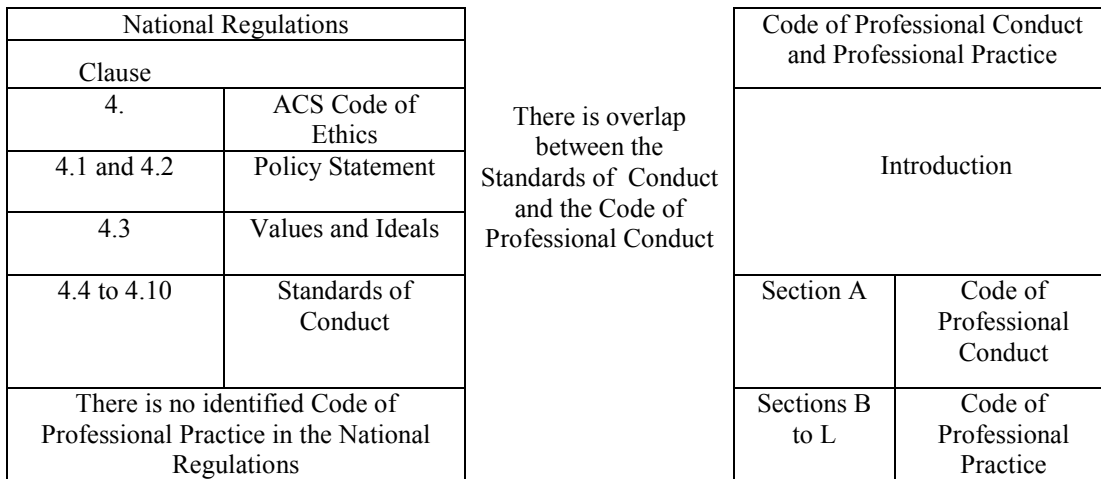 National Regulations
Clause
4.
ACS Code of
Ethics
4.1 and 4.2
Policy Statement
4.3
Values and Ideals
4.4 to 4.10
Standards of
Conduct
There is no identified Code of
Professional Practice in the National
Regulations
There is overlap
between the
Standards of Conduct
and the Code of
Professional Conduct
Code of Professional Conduct
and Professional Practice
Introduction
Section A
Code of
Professional
Conduct
Sections B
to L
Code of
Professional
Practice